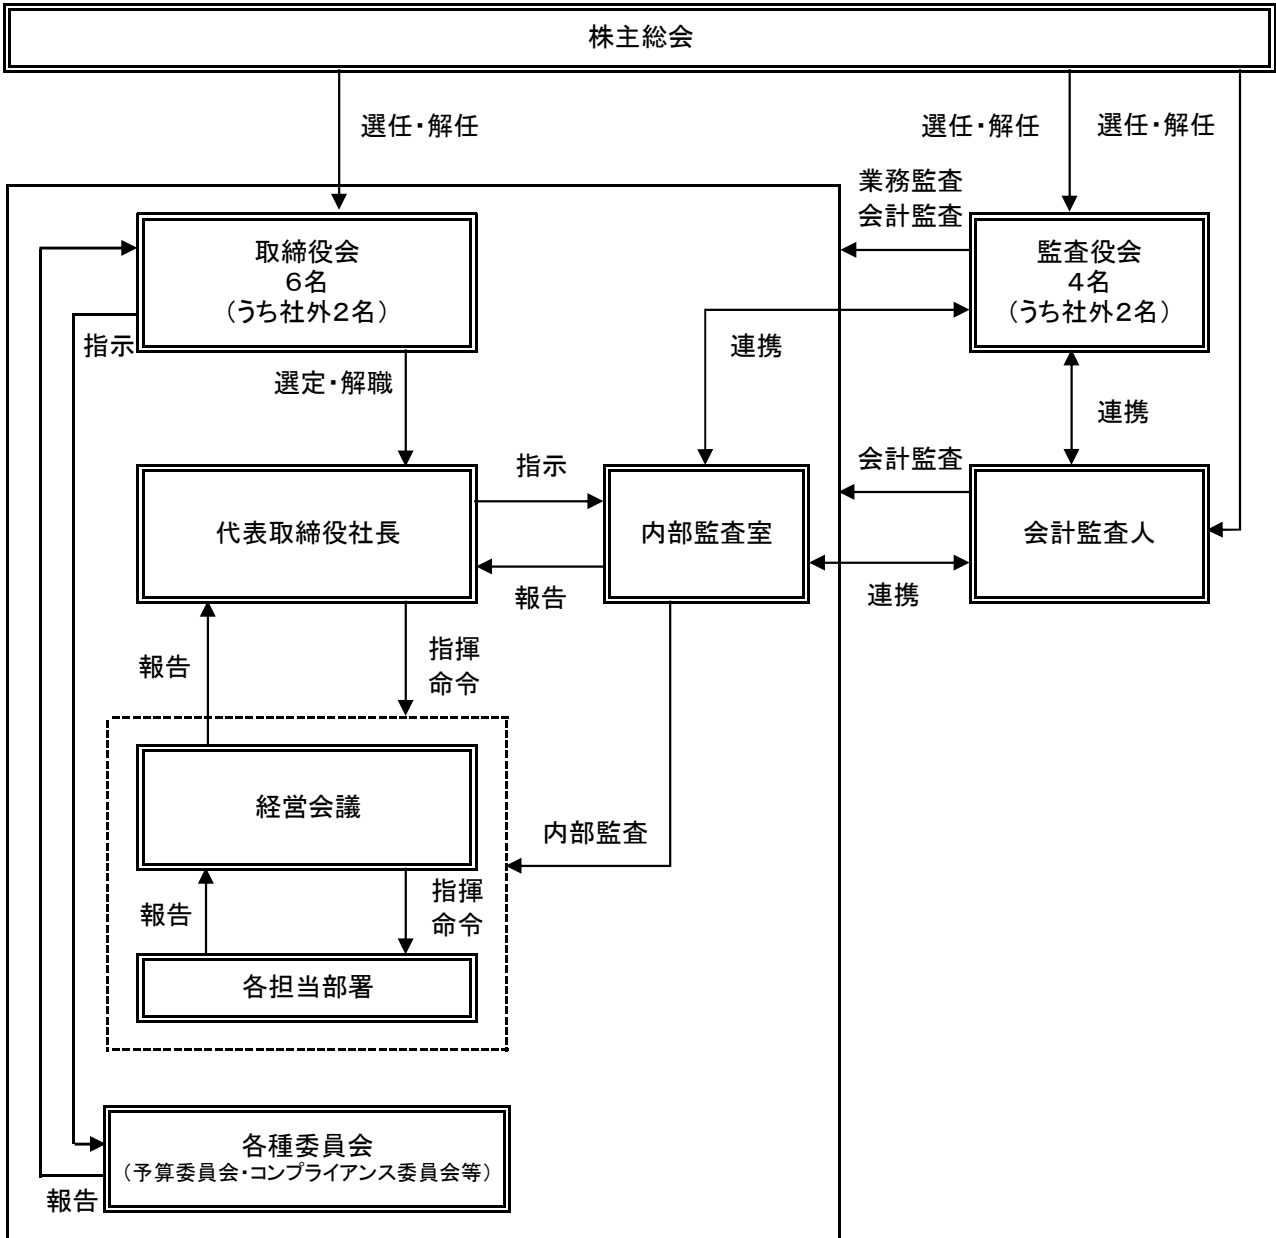 株主総会
選任・解任
選任・解任
選任・解任
業務監査
会計監査
取締役会
６名
（うち社外２名）
監査役会
４名
（うち社外２名）
指示
連携
選定・解職
連携
会計監査
指示
代表取締役社長
内部監査室
会計監査人
報告
連携
指揮
命令
報告
経営会議
内部監査
指揮
命令
報告
各担当部署
各種委員会
（予算委員会・コンプライアンス委員会等）
報告